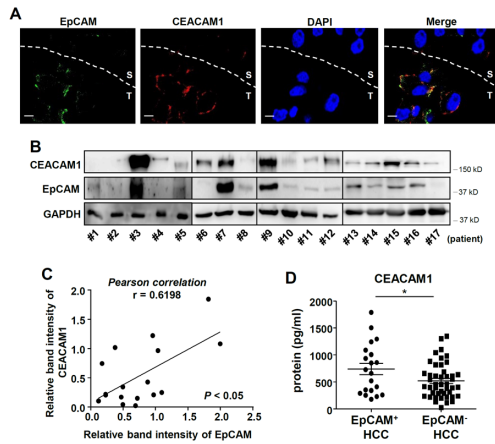 A
EpCAM CEACAM1 DAPI Merge
S S S S
T T T T
B
CEACAM1
150 kD
EpCAM
37 kD
GAPDH
37 kD
#1 #2 #3 #4 #5 #6 #7 #8 #9 #10 #11 #12 #13 #14 #15 #16 #17 (patient)
C
Relative band intensity of
CEACAM1
Pearson correlation
r = 0.6198
2.0
1.5
1.0
0.5
0.0
P < 0.05
0.0 0.5 1.0 1.5 2.0 2.5
Relative band intensity of EpCAM
D
CEACAM1
*
protein (pg/ml)
2000
1500
1000
500
0
EpCAM⁺ EpCAM⁻
HCC HCC